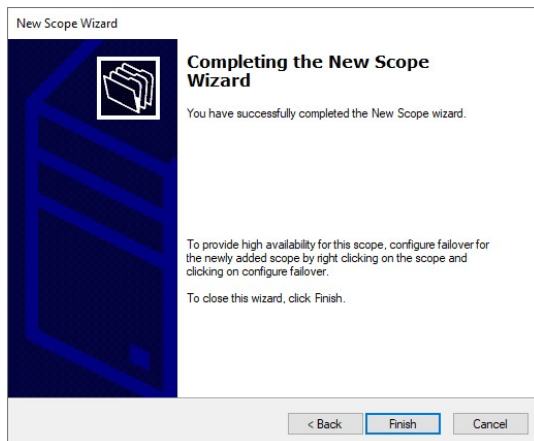 New Scope Wizard
Completing the New Scope
Wizard
You have successfully completed the New Scope wizard.
To provide high availability for this scope, configure failover for
the newly added scope by right clicking on the scope and
clicking on configure failover.
To close this wizard, click Finish.
< Back
Finish
Cancel